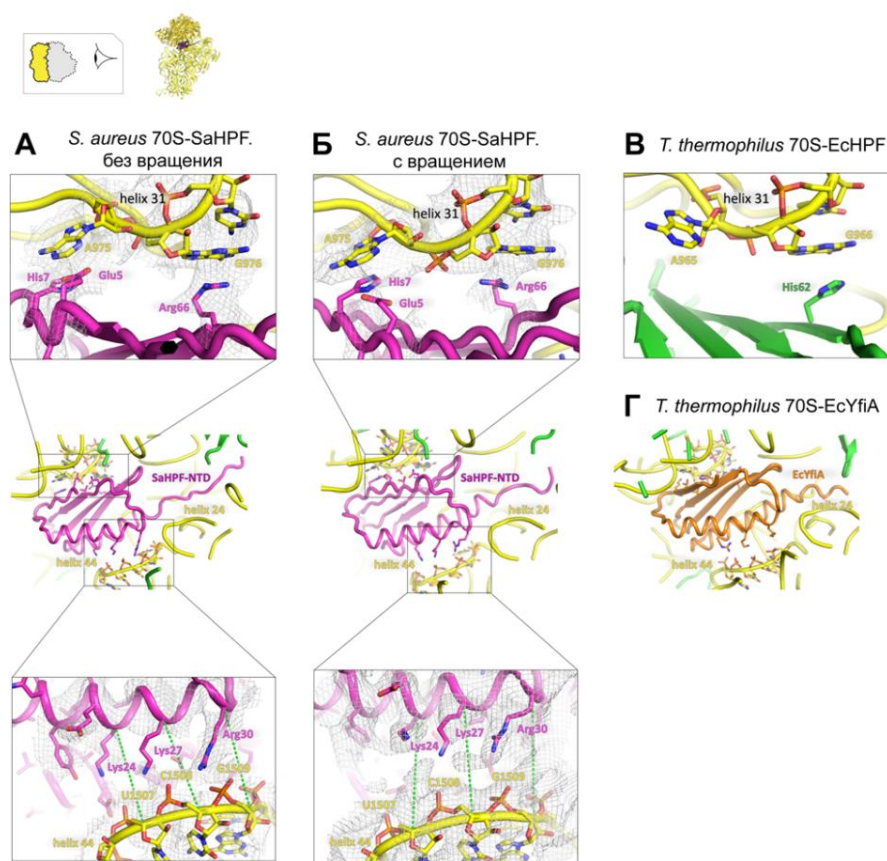 А S. aureus 70S-SaHPF.
без вращения
Б S. aureus 70S-SaHPF.
с вращением
В T. thermophilus 70S-EcHPF
helix 31
A975
G976
His7
Glu5
Arg66
helix 31
A975
G976
His7
Glu5
Arg66
helix 31
A965
G966
His62
Г T. thermophilus 70S-EcYfiA
SaHPF-NTD
helix 24
helix 44
SaHPF-NTD
helix 24
helix 44
EcYfiA
helix 24
helix 44
Lys24
Lys27
Arg30
U1507
C1508
G1509
helix 44
Lys24
Lys27
Arg30
U1507
C1508
G1509
helix 44